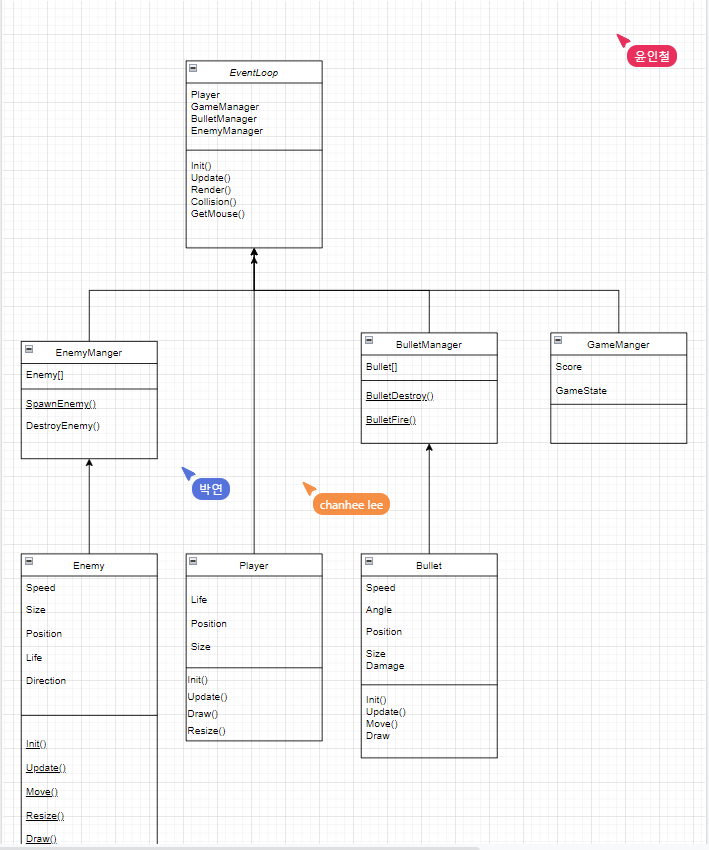 윤인철
EventLoop
Player
GameManager
BulletManager
EnemyManager
Init()
Update()
Render()
Collision()
GetMouse()
EnemyManger
Enemy[]
SpawnEnemy()
DestroyEnemy()
BulletManager
Bullet[]
BulletDestroy()
BulletFire()
GameManger
Score
GameState
박연
chanhee lee
Enemy
Speed
Size
Position
Life
Direction
Init()
Update()
Move()
Resize()
Draw()
Player
Life
Position
Size
Init()
Update()
Draw()
Resize()
Bullet
Speed
Angle
Position
Size
Damage
Init()
Update()
Move()
Draw